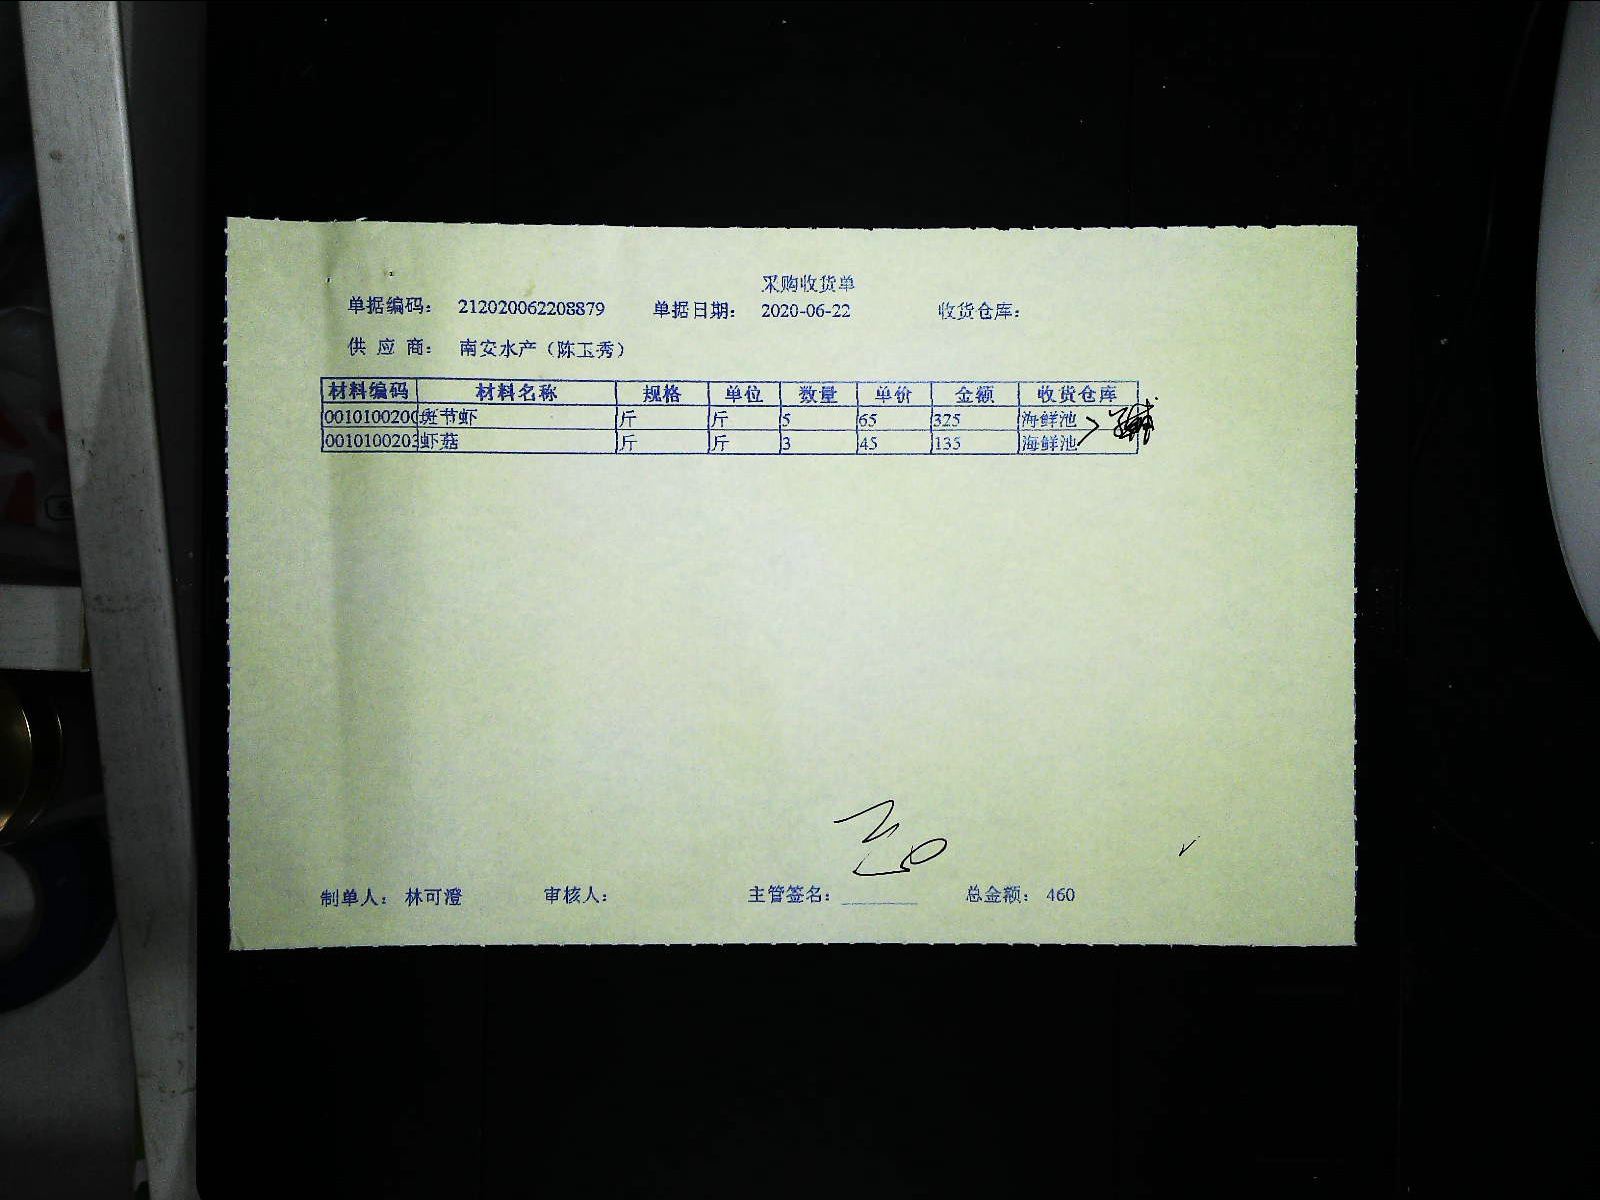 采购收货单
单据编码： 212020062208879 单据日期： 2020-06-22 收货仓库：
供 应 商： 南安水产（陈玉秀）
材料编码 材料名称 规格 单位 数量 单价 金额 收货仓库
0010100200 斑节虾 斤 斤 5 65 325 海鲜池
0010100203 虾菇 斤 斤 3 45 135 海鲜池
制单人： 林可澄 审核人： 主管签名： 总金额： 460